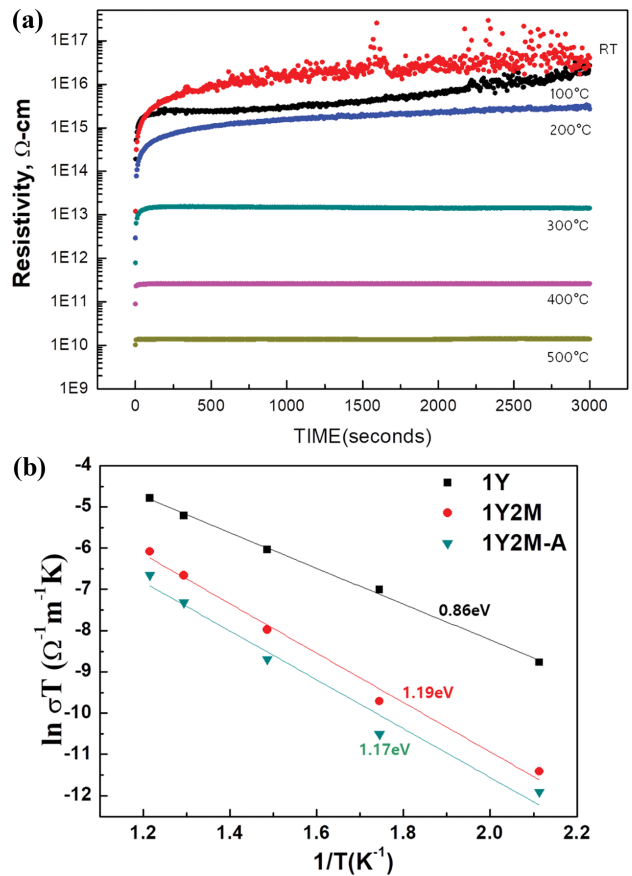 (a)
1E17
1E16
1E15
1E14
1E13
1E12
1E11
1E10
1E9
Resistivity, Ω-cm
RT
100°C
200°C
300°C
400°C
500°C
0 500 1000 1500 2000 2500 3000
TIME(seconds)
(b)
-4
-5
-6
-7
-8
-9
-10
-11
-12
ln σT (Ω⁻¹m⁻¹K)
1Y
1Y2M
1Y2M-A
0.86eV
1.19eV
1.17eV
1.2 1.4 1.6 1.8 2.0 2.2
1/T(K⁻¹)